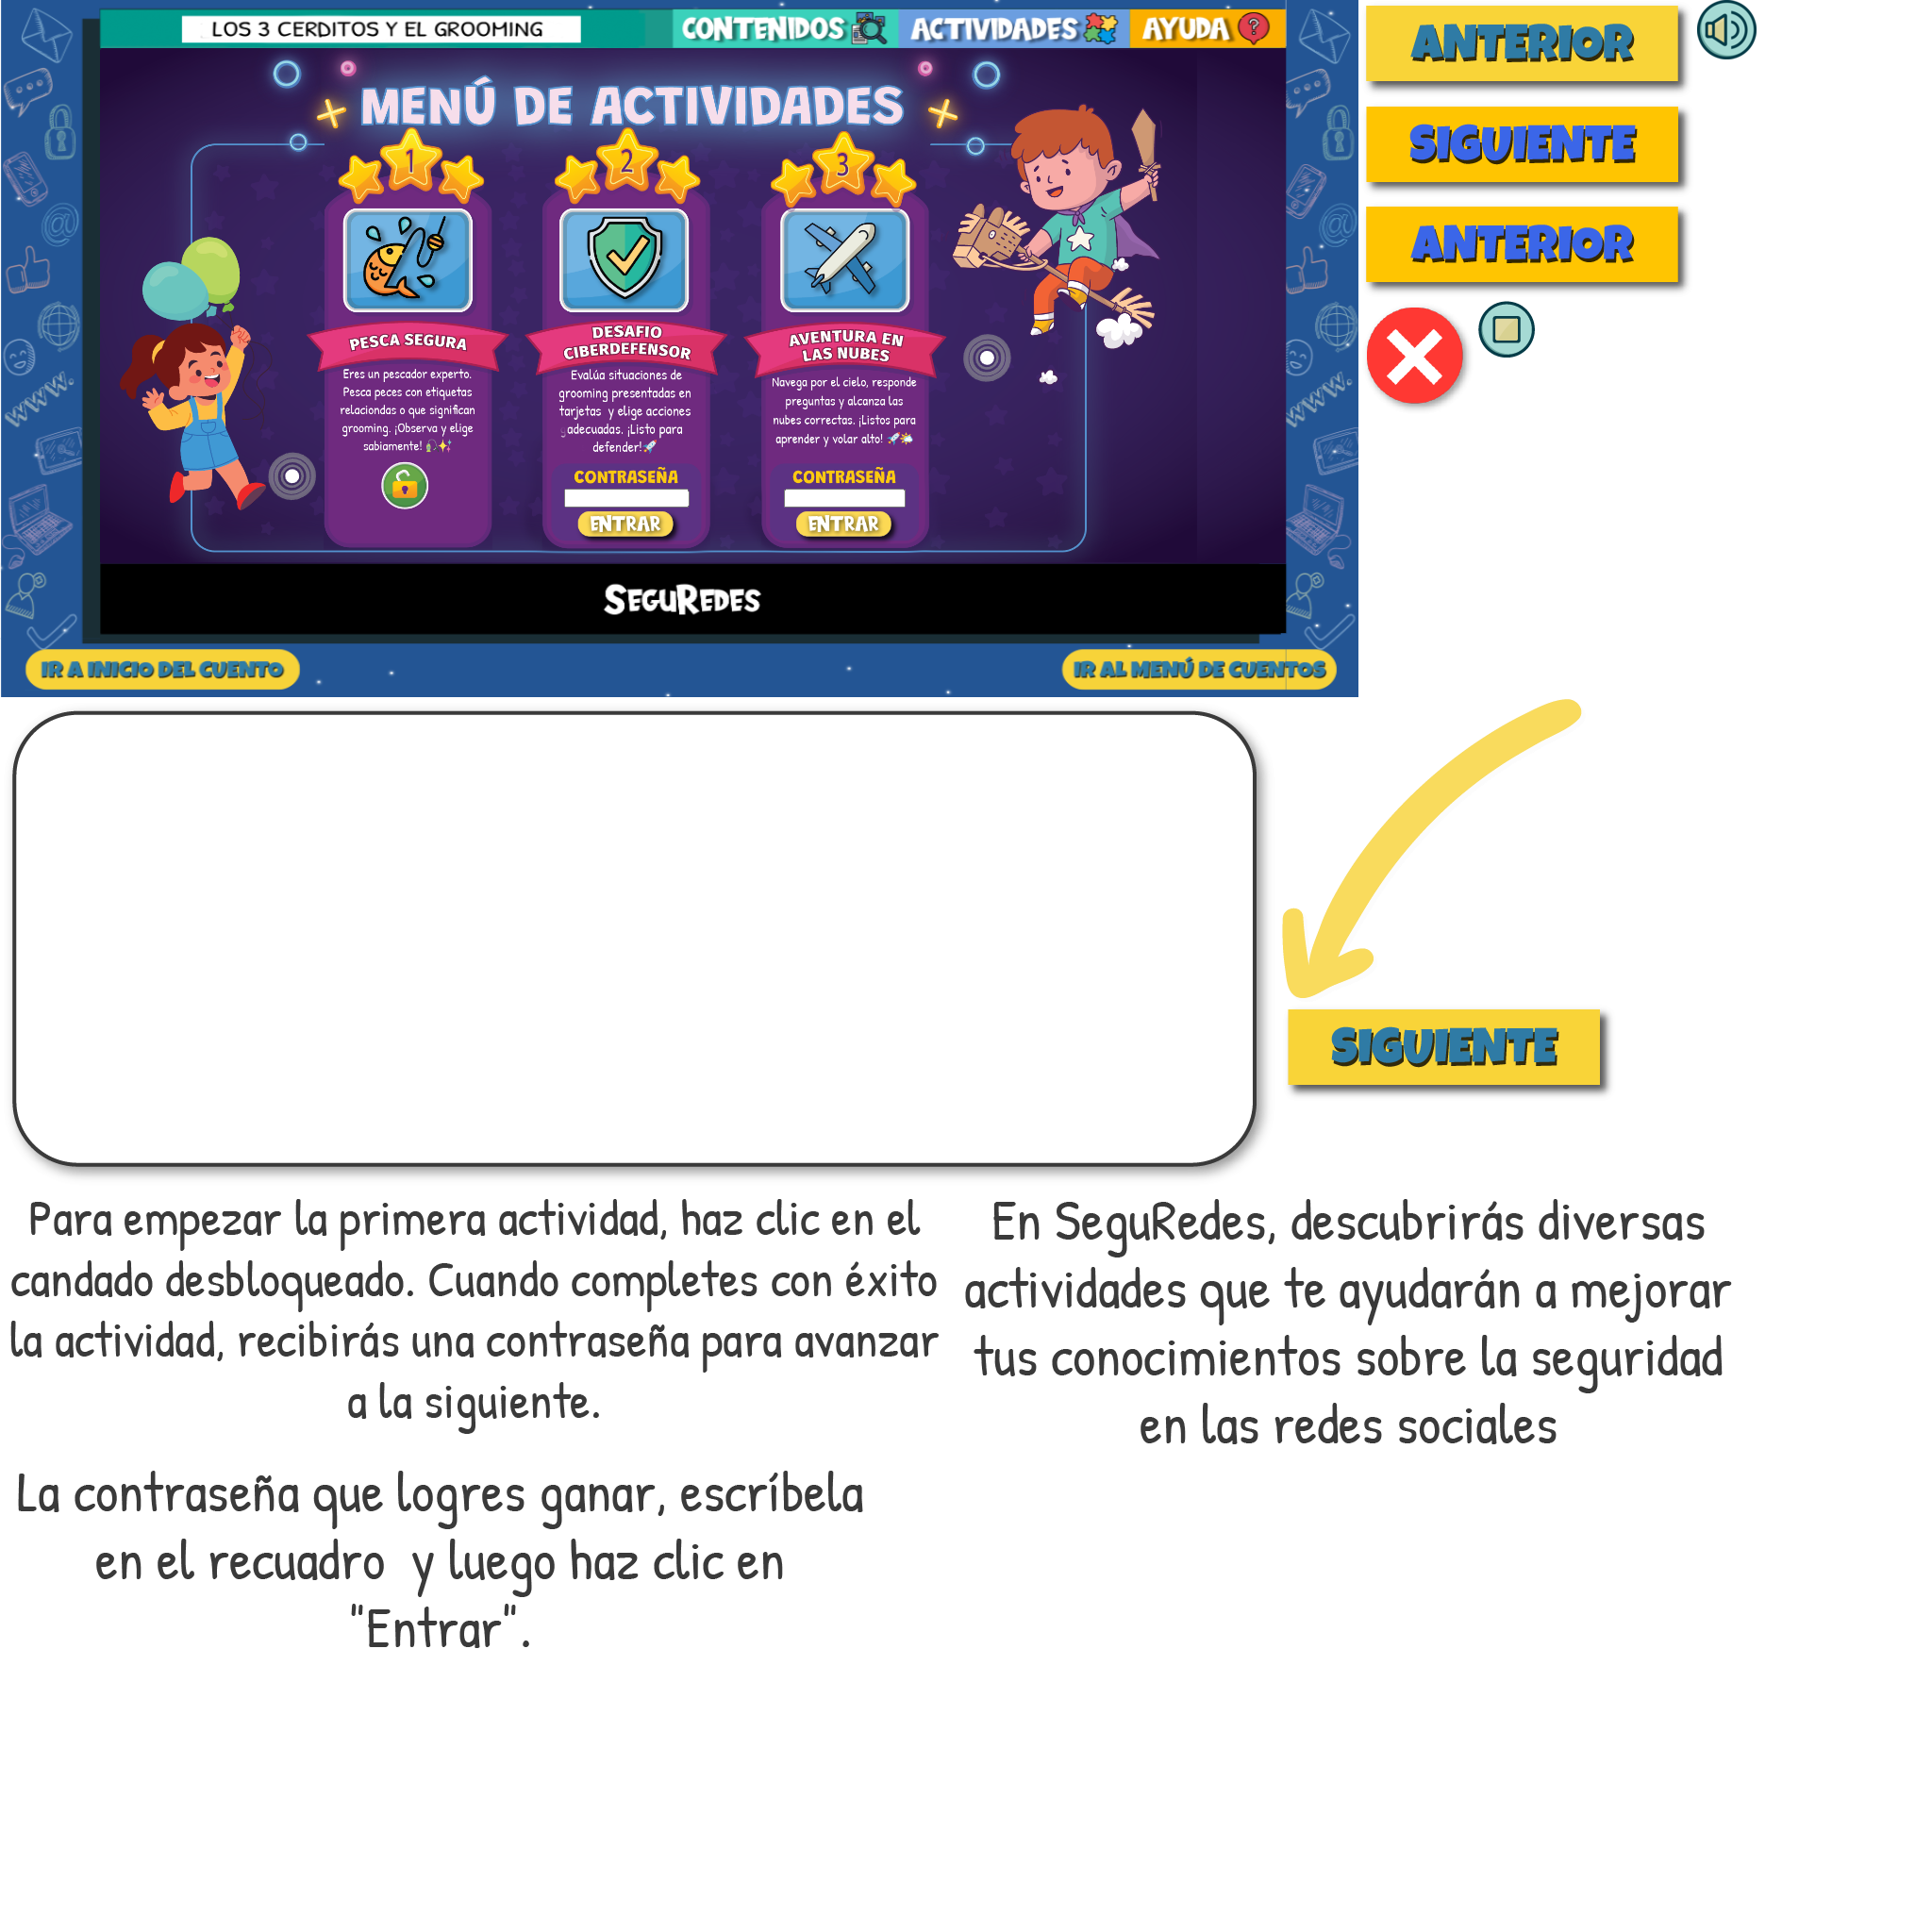 LOS 3 CERDITOS Y EL GROOMING
CONTENIDOS
ACTIVIDADES
AYUDA
MENÚ DE ACTIVIDADES
1
PESCA SEGURA
Eres un pescador experto.
Pesca peces con etiquetas
relaciondas o que significan
grooming. ¡Observa y elige
sabiamente!
2
DESAFIO
CIBERDEFENSOR
Evalúa situaciones de
grooming presentadas en
tarjetas y elige acciones
adecuadas. ¡Listo para
defender!
CONTRASEÑA
ENTRAR
3
AVENTURA EN
LAS NUBES
Navega por el cielo, responde
preguntas y alcanza las
nubes correctas. ¡Listos para
aprender y volar alto!
CONTRASEÑA
ENTRAR
SEGUREDES
IR A INICIO DEL CUENTO
IR AL MENÚ DE CUENTOS
www.
www.
@
@
ANTERIOR
SIGUIENTE
ANTERIOR
SIGUIENTE
Para empezar la primera actividad, haz clic en el
candado desbloqueado. Cuando completes con éxito
la actividad, recibirás una contraseña para avanzar
a la siguiente.
En SeguRedes, descubrirás diversas
actividades que te ayudarán a mejorar
tus conocimientos sobre la seguridad
en las redes sociales
La contraseña que logres ganar, escríbela
en el recuadro y luego haz clic en
"Entrar".